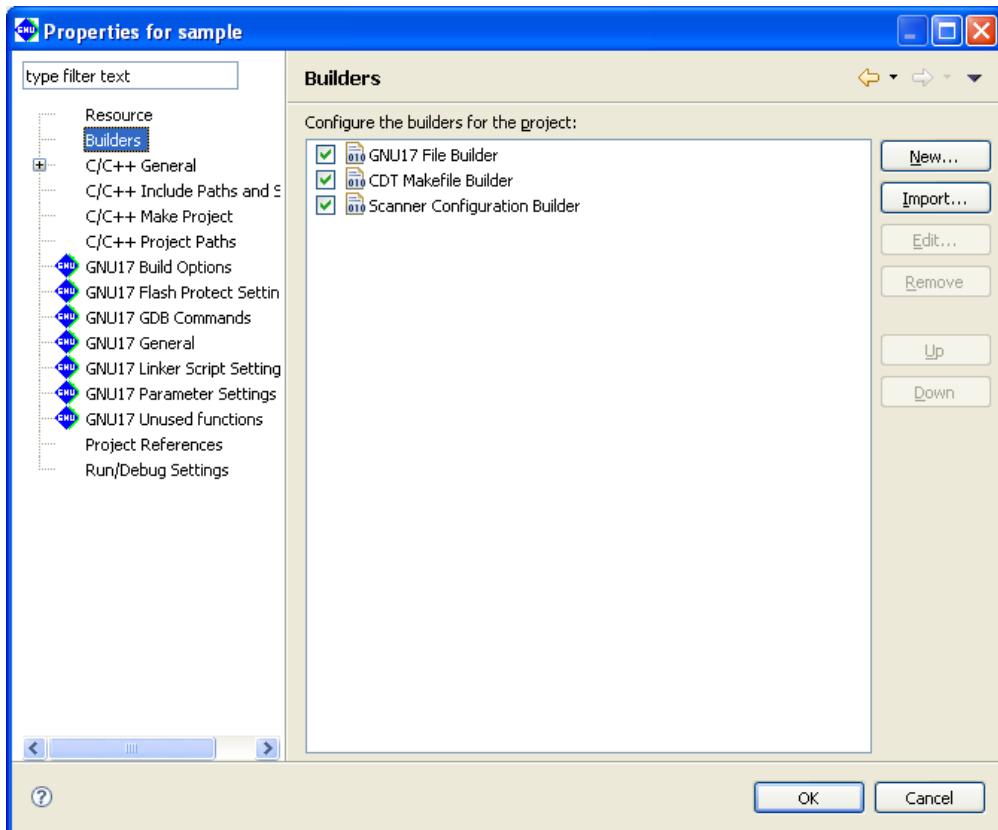 Properties for sample
type filter text
Resource
Builders
C/C++ General
C/C++ Include Paths and S
C/C++ Make Project
C/C++ Project Paths
GNU17 Build Options
GNU17 Flash Protect Settin
GNU17 GDB Commands
GNU17 General
GNU17 Linker Script Setting
GNU17 Parameter Settings
GNU17 Unused functions
Project References
Run/Debug Settings
Builders
Configure the builders for the project:
GNU17 File Builder
CDT Makefile Builder
Scanner Configuration Builder
New...
Import...
Edit...
Remove
Up
Down
OK
Cancel